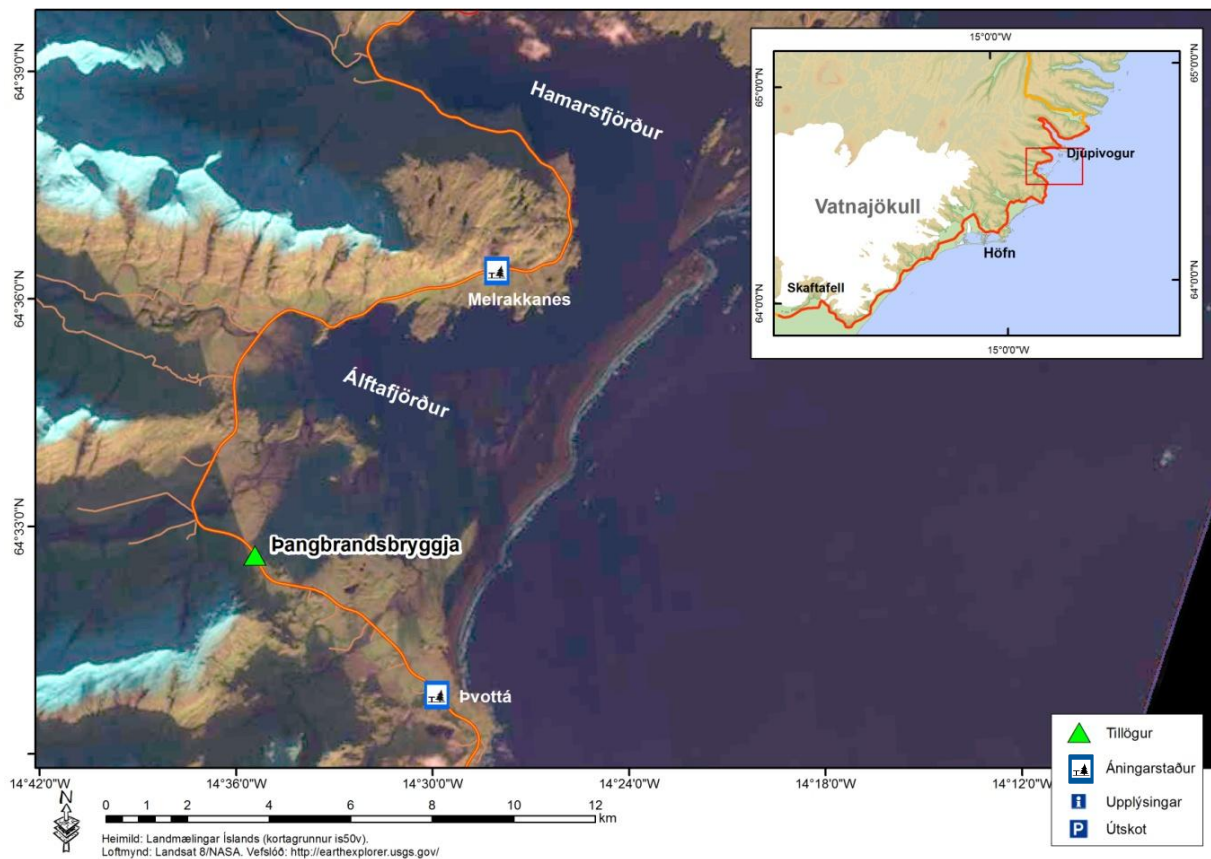 Hamarsfjörður
Melrakkanes
Álftafjörður
Þangbrandsbryggja
Þvottá
64°39'0"N
64°36'0"N
64°33'0"N
14°42'0"W
14°36'0"W
14°30'0"W
14°24'0"W
14°18'0"W
14°12'0"W
15°0'0"W
65°0'0"N
65°0'0"N
Djúpivogur
Vatnajökull
Höfn
Skaftafell
64°0'0"N
64°0'0"N
15°0'0"W
Tillögur
Áningarstaður
i Upplýsingar
P Útskot
N
0 1 2 4 6 8 10 12
km
Heimild: Landmælingar Íslands (kortagrunnur is50v).
Loftmynd: Landsat 8/NASA. Vefslóð: http://earthexplorer.usgs.gov/